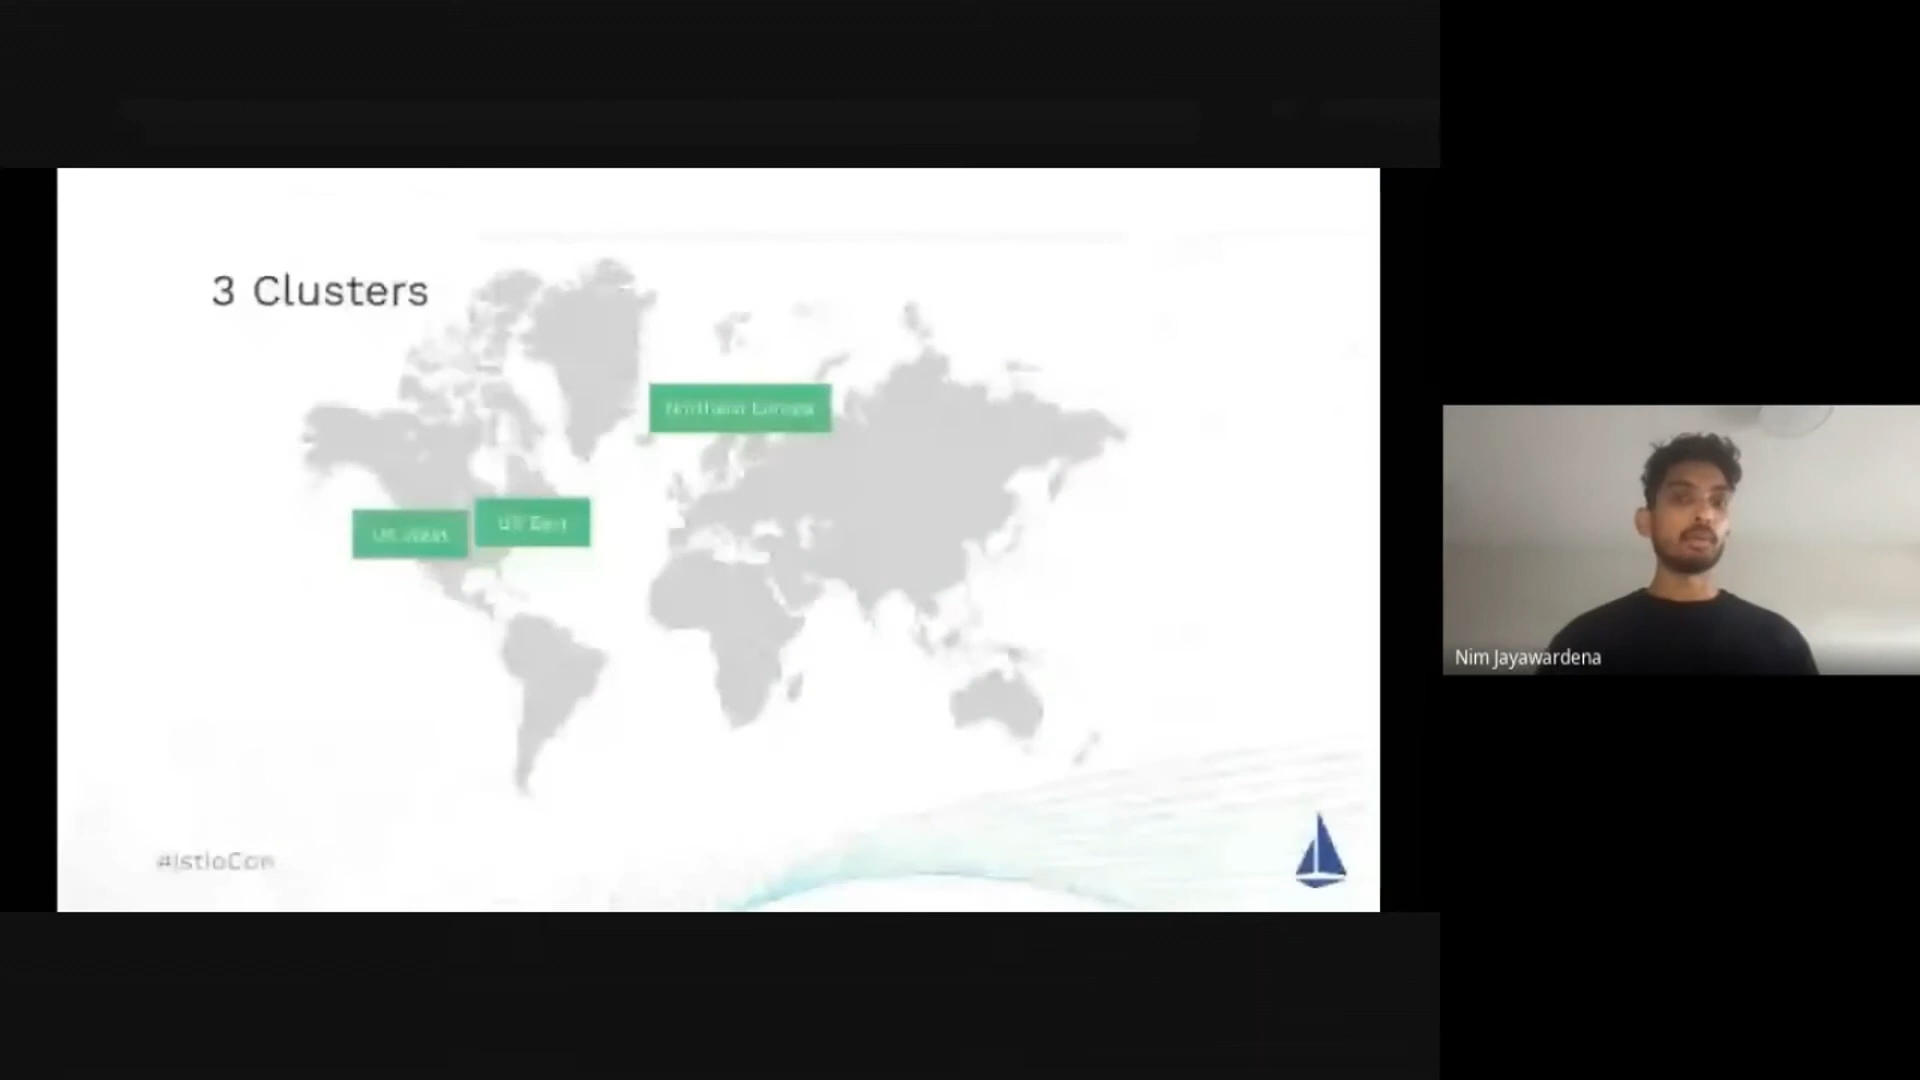 3 Clusters
Northern Europe
US West
US East
#IstioCon
Nim Jayawardena